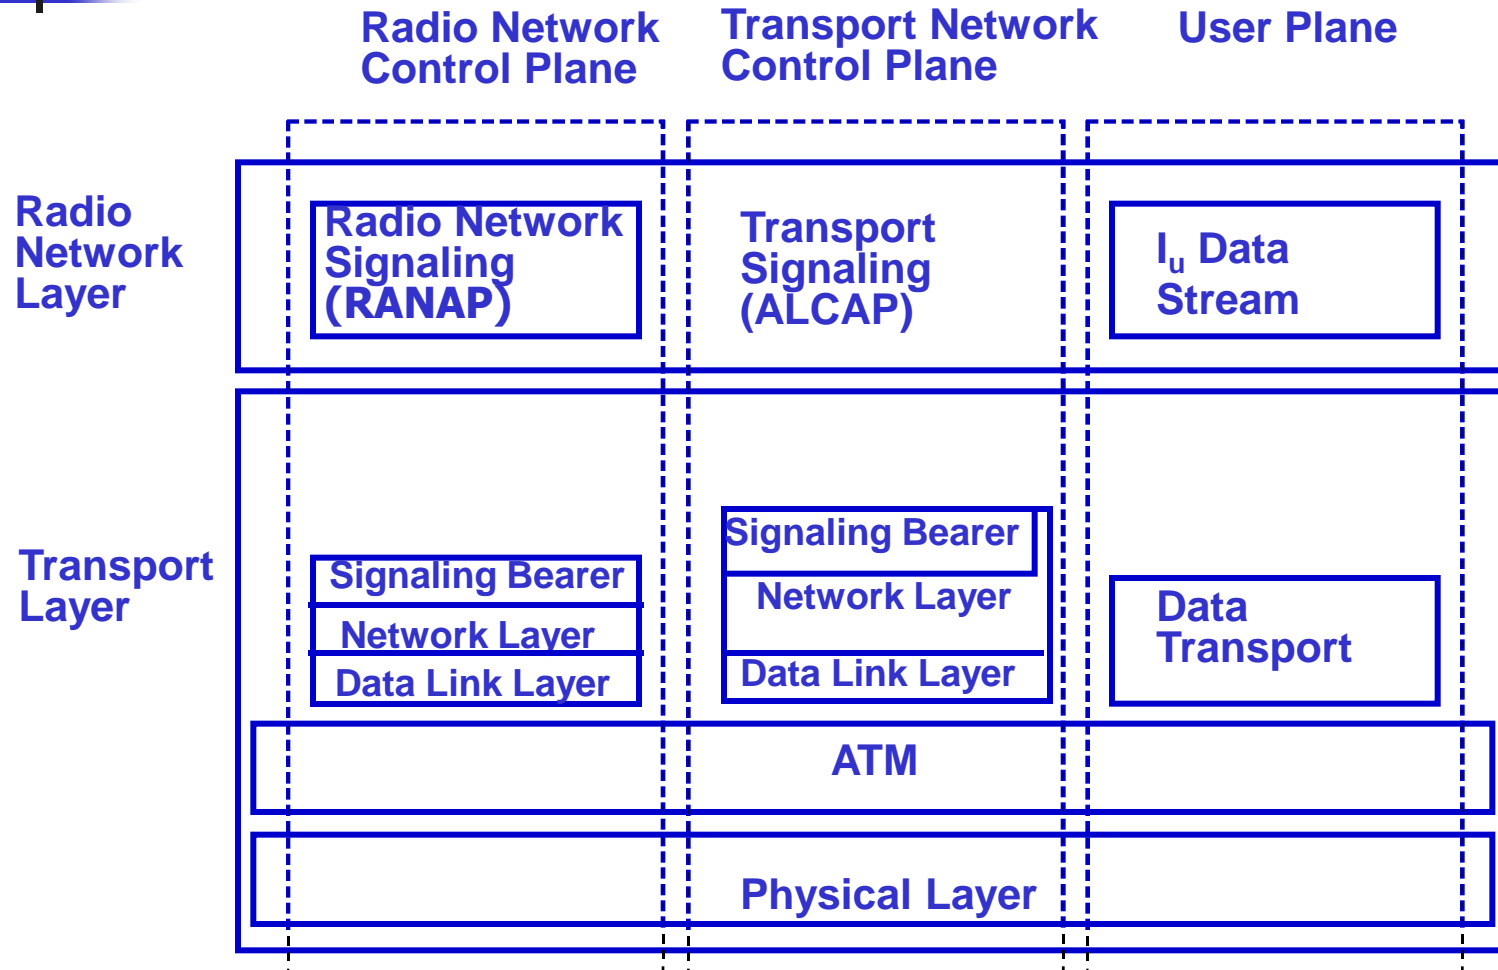 Radio Network
Control Plane
Transport Network
Control Plane
User Plane
Radio
Network
Layer
Radio Network
Signaling
(RANAP)
Transport
Signaling
(ALCAP)
Iu Data
Stream
Transport
Layer
Signaling Bearer
Network Layer
Data Link Layer
Signaling Bearer
Network Layer
Data Link Layer
Data
Transport
ATM
Physical Layer